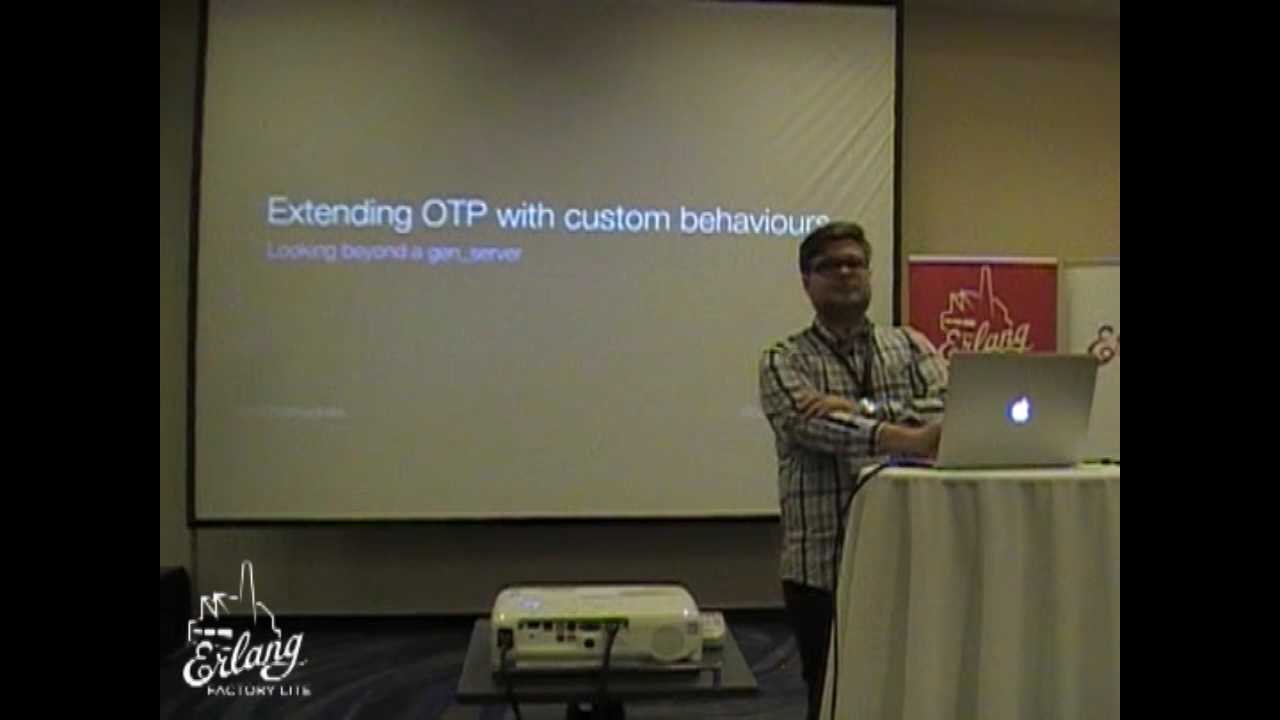 Extending OTP with custom behaviours
Looking beyond a gen_server
Erlang
Erlang
FACTORY LITE